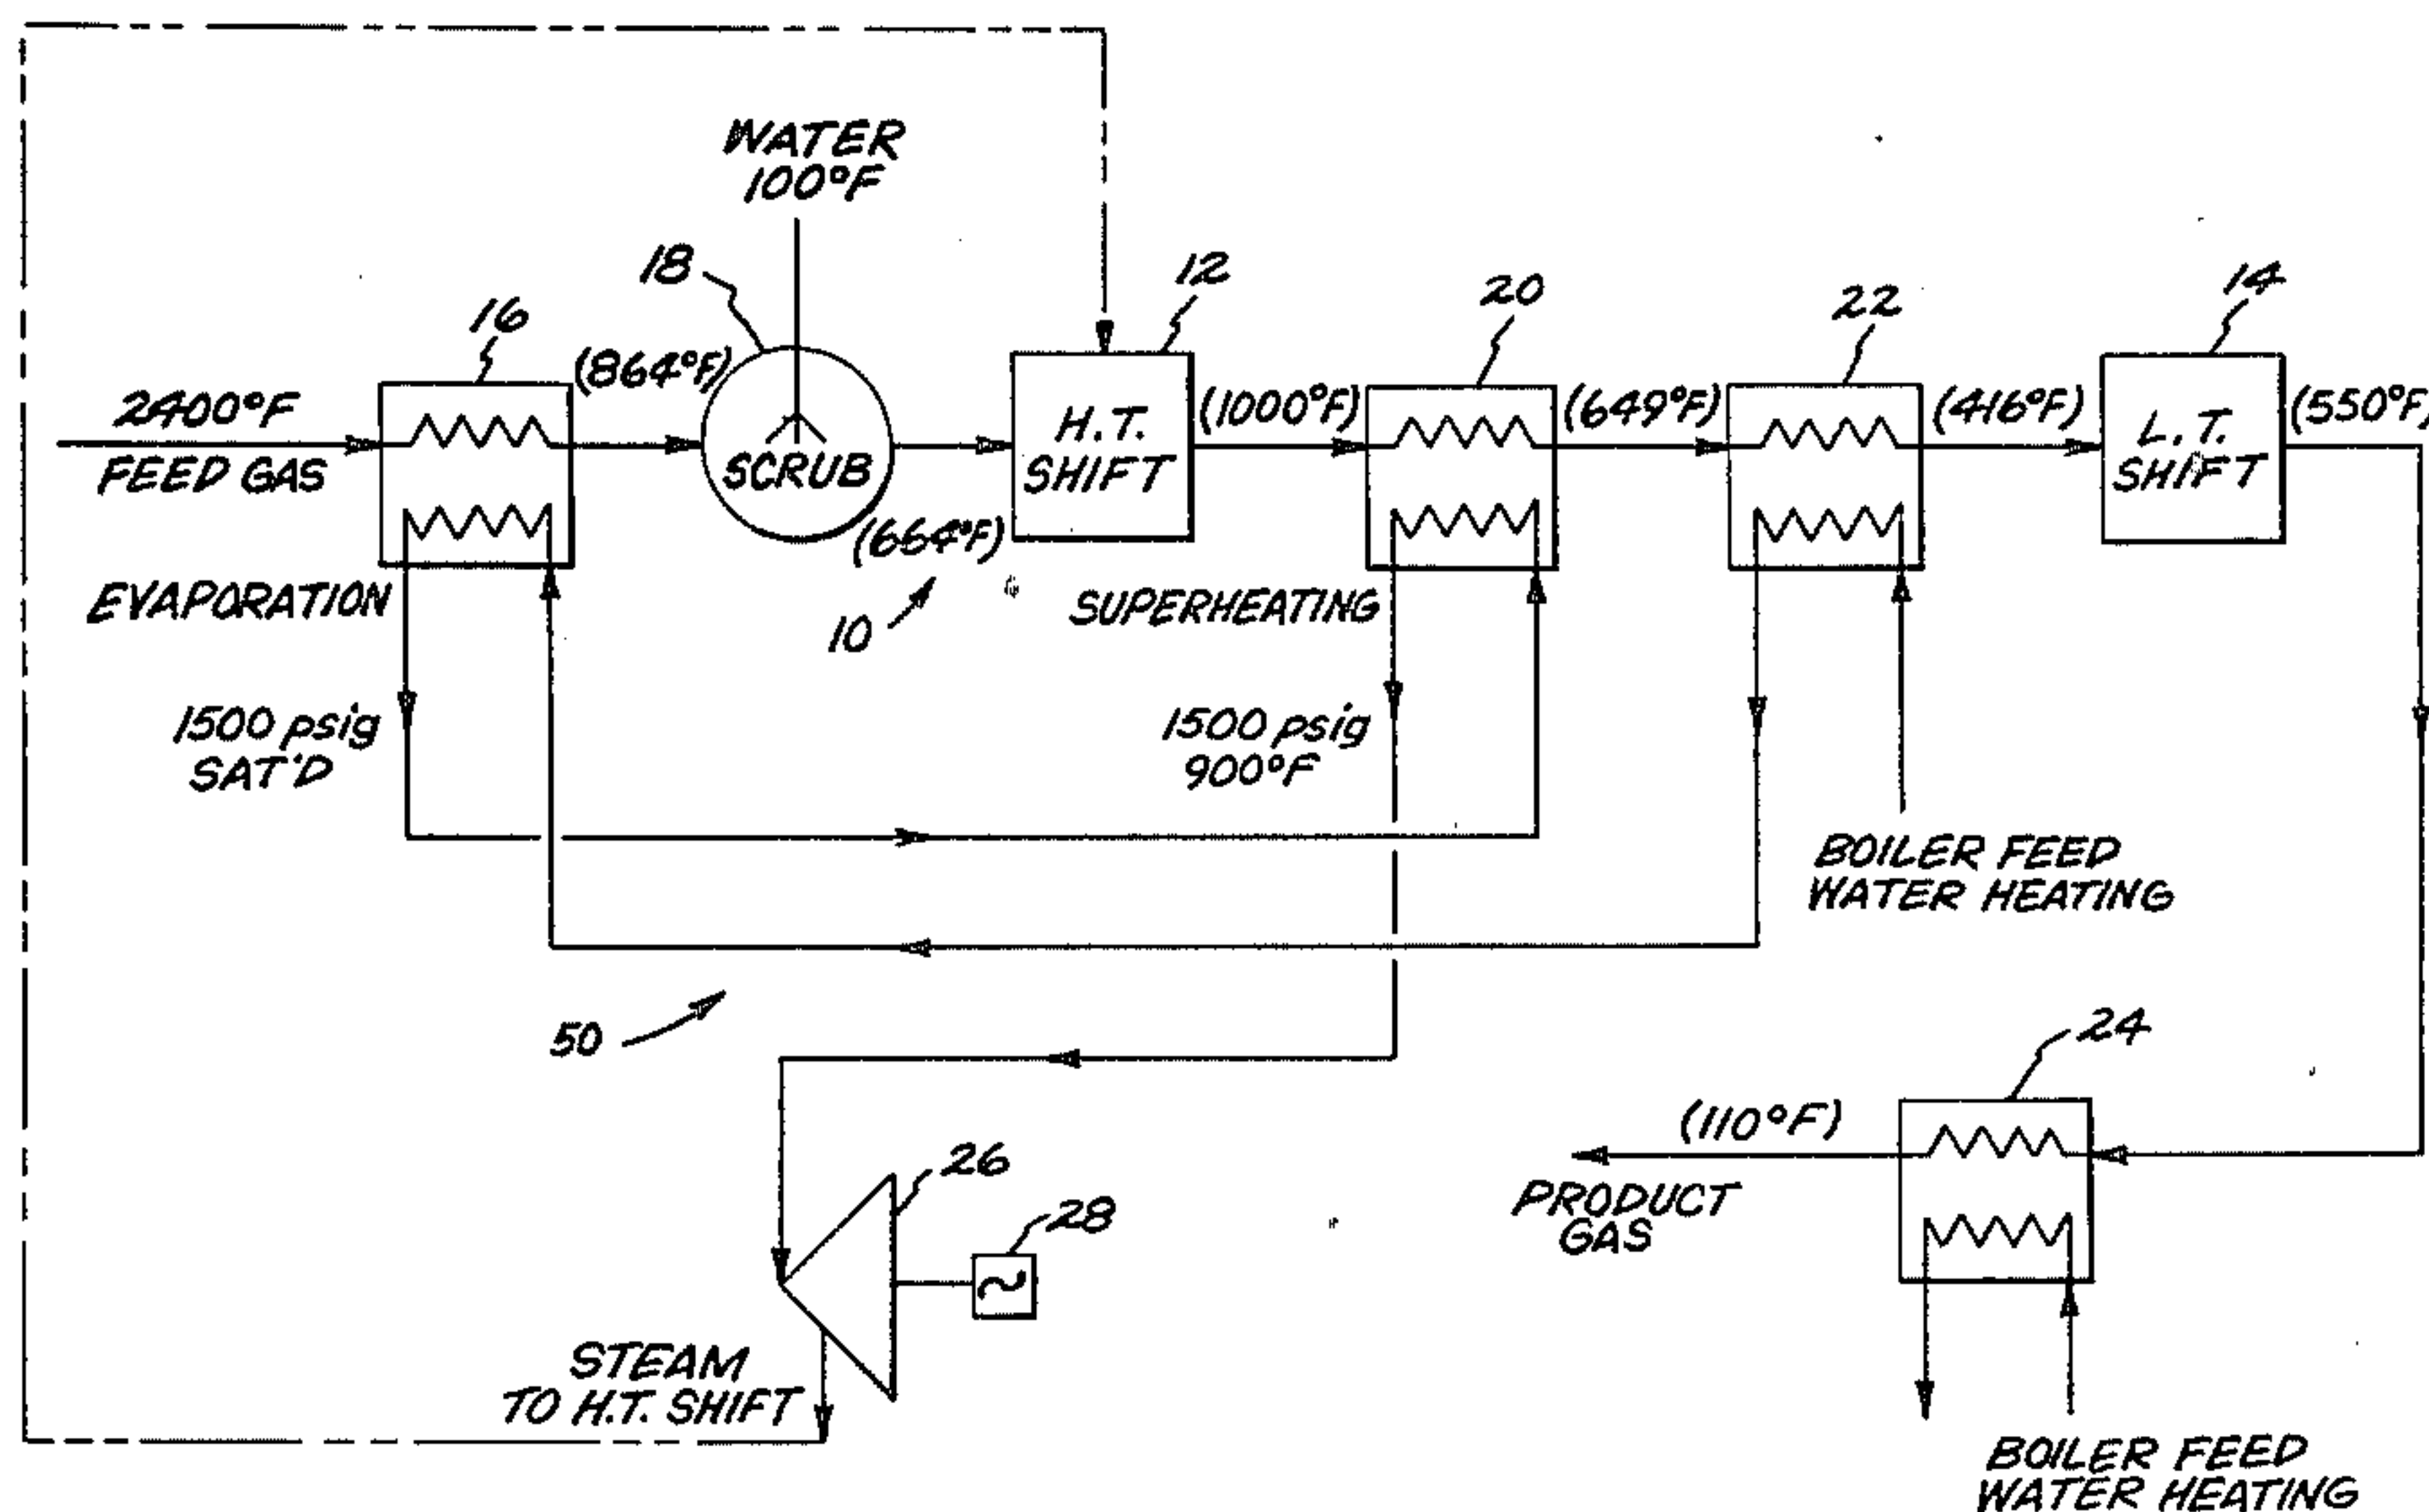 WATER
100°F
18
12
20
22
14
16
(864°F)
2400°F
FEED GAS
SCRUB
(664°F)
H.T.
SHIFT
(1000°F)
(649°F)
(416°F)
L.T.
SHIFT
(550°F)
EVAPORATION
10
SUPERHEATING
1500 psig
SAT'D
1500 psig
900°F
BOILER FEED
WATER HEATING
50
24
(110°F)
PRODUCT
GAS
26
28
~
STEAM
TO H.T. SHIFT
BOILER FEED
WATER HEATING